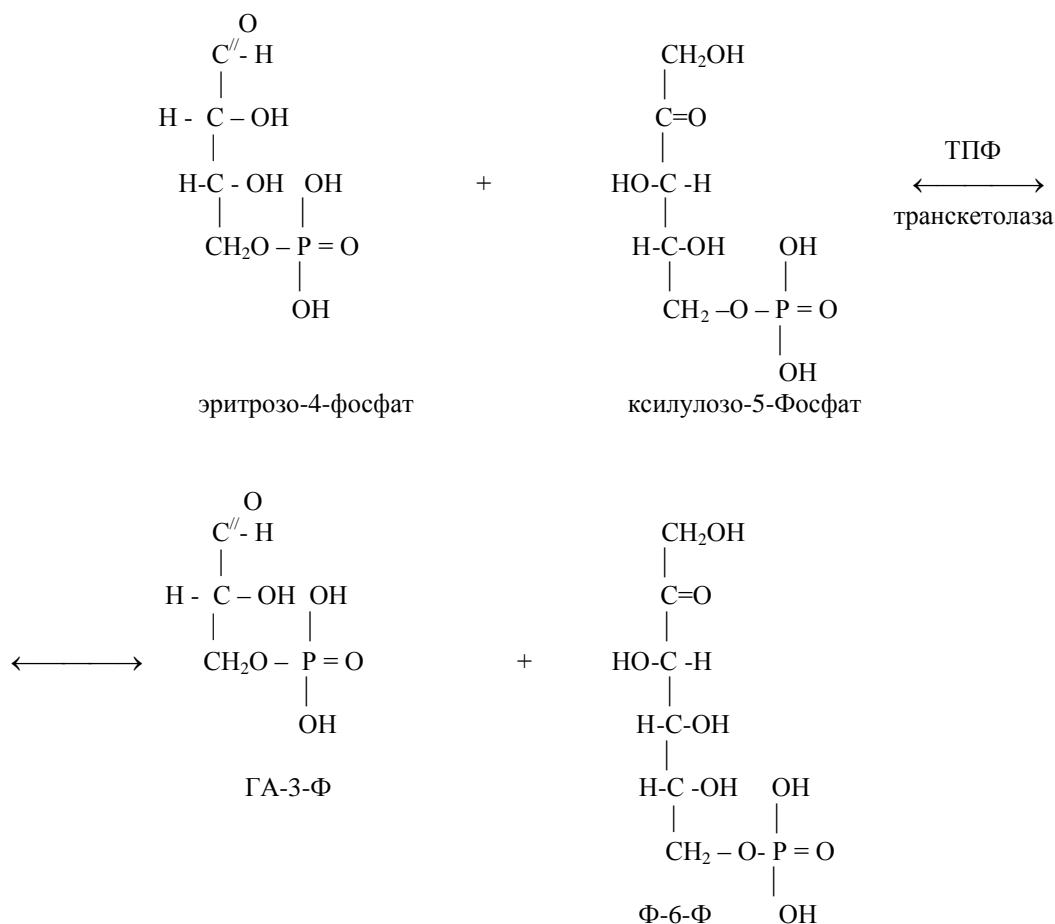 O O
C// - H CH2OH
H - C – OH C=O ТПФ
H-C - OH OH + HO-C -H ⟷
транскетолаза
CH2O – P = O H-C-OH OH
OH CH2 –O – P = O
OH
эритрозо-4-фосфат ксилулозо-5-Фосфат
O
C// - H CH2OH
H - C – OH OH C=O
⟷ CH2O – P = O + HO-C -H
OH H-C-OH
ГА-3-Ф H-C -OH OH
CH2 – O- P = O
Ф-6-Ф OH